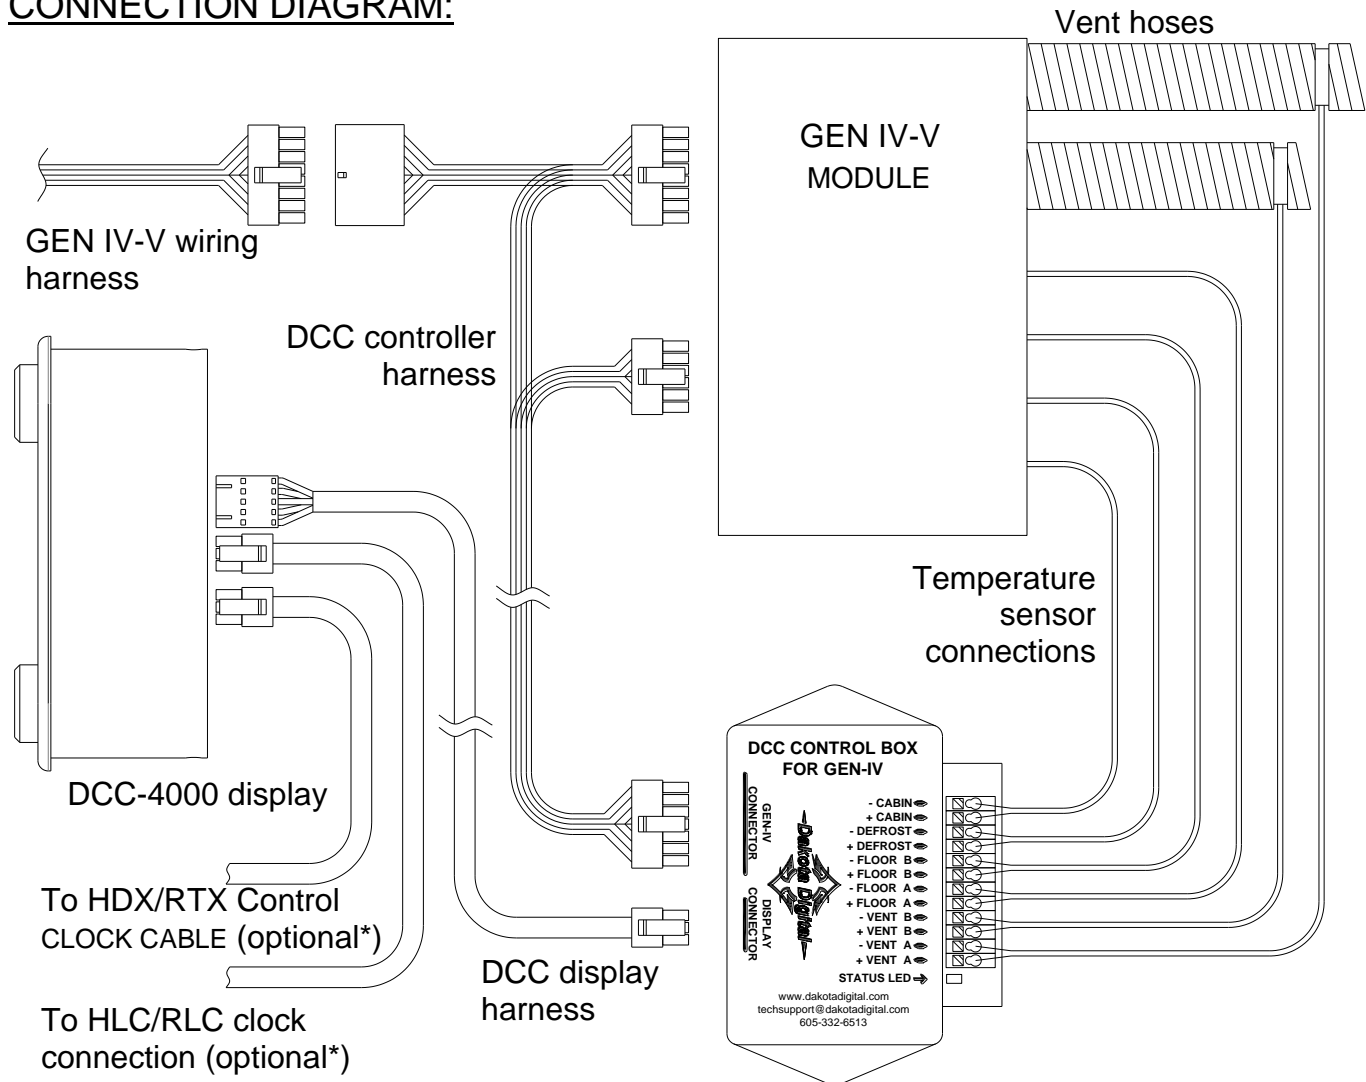 CONNECTION DIAGRAM:
Vent hoses
GEN IV-V
MODULE
GEN IV-V wiring
harness
DCC controller
harness
Temperature
sensor
connections
DCC-4000 display
To HDX/RTX Control
CLOCK CABLE (optional*)
To HLC/RLC clock
connection (optional*)
DCC display
harness
DCC CONTROL BOX
FOR GEN-IV
GEN-IV
CONNECTOR
DISPLAY
CONNECTOR
Dakota Digital
- CABIN
+ CABIN
- DEFROST
+ DEFROST
- FLOOR B
+ FLOOR B
- FLOOR A
+ FLOOR A
- VENT B
+ VENT B
- VENT A
+ VENT A
STATUS LED
www.dakotadigital.com
techsupport@dakotadigital.com
605-332-6513